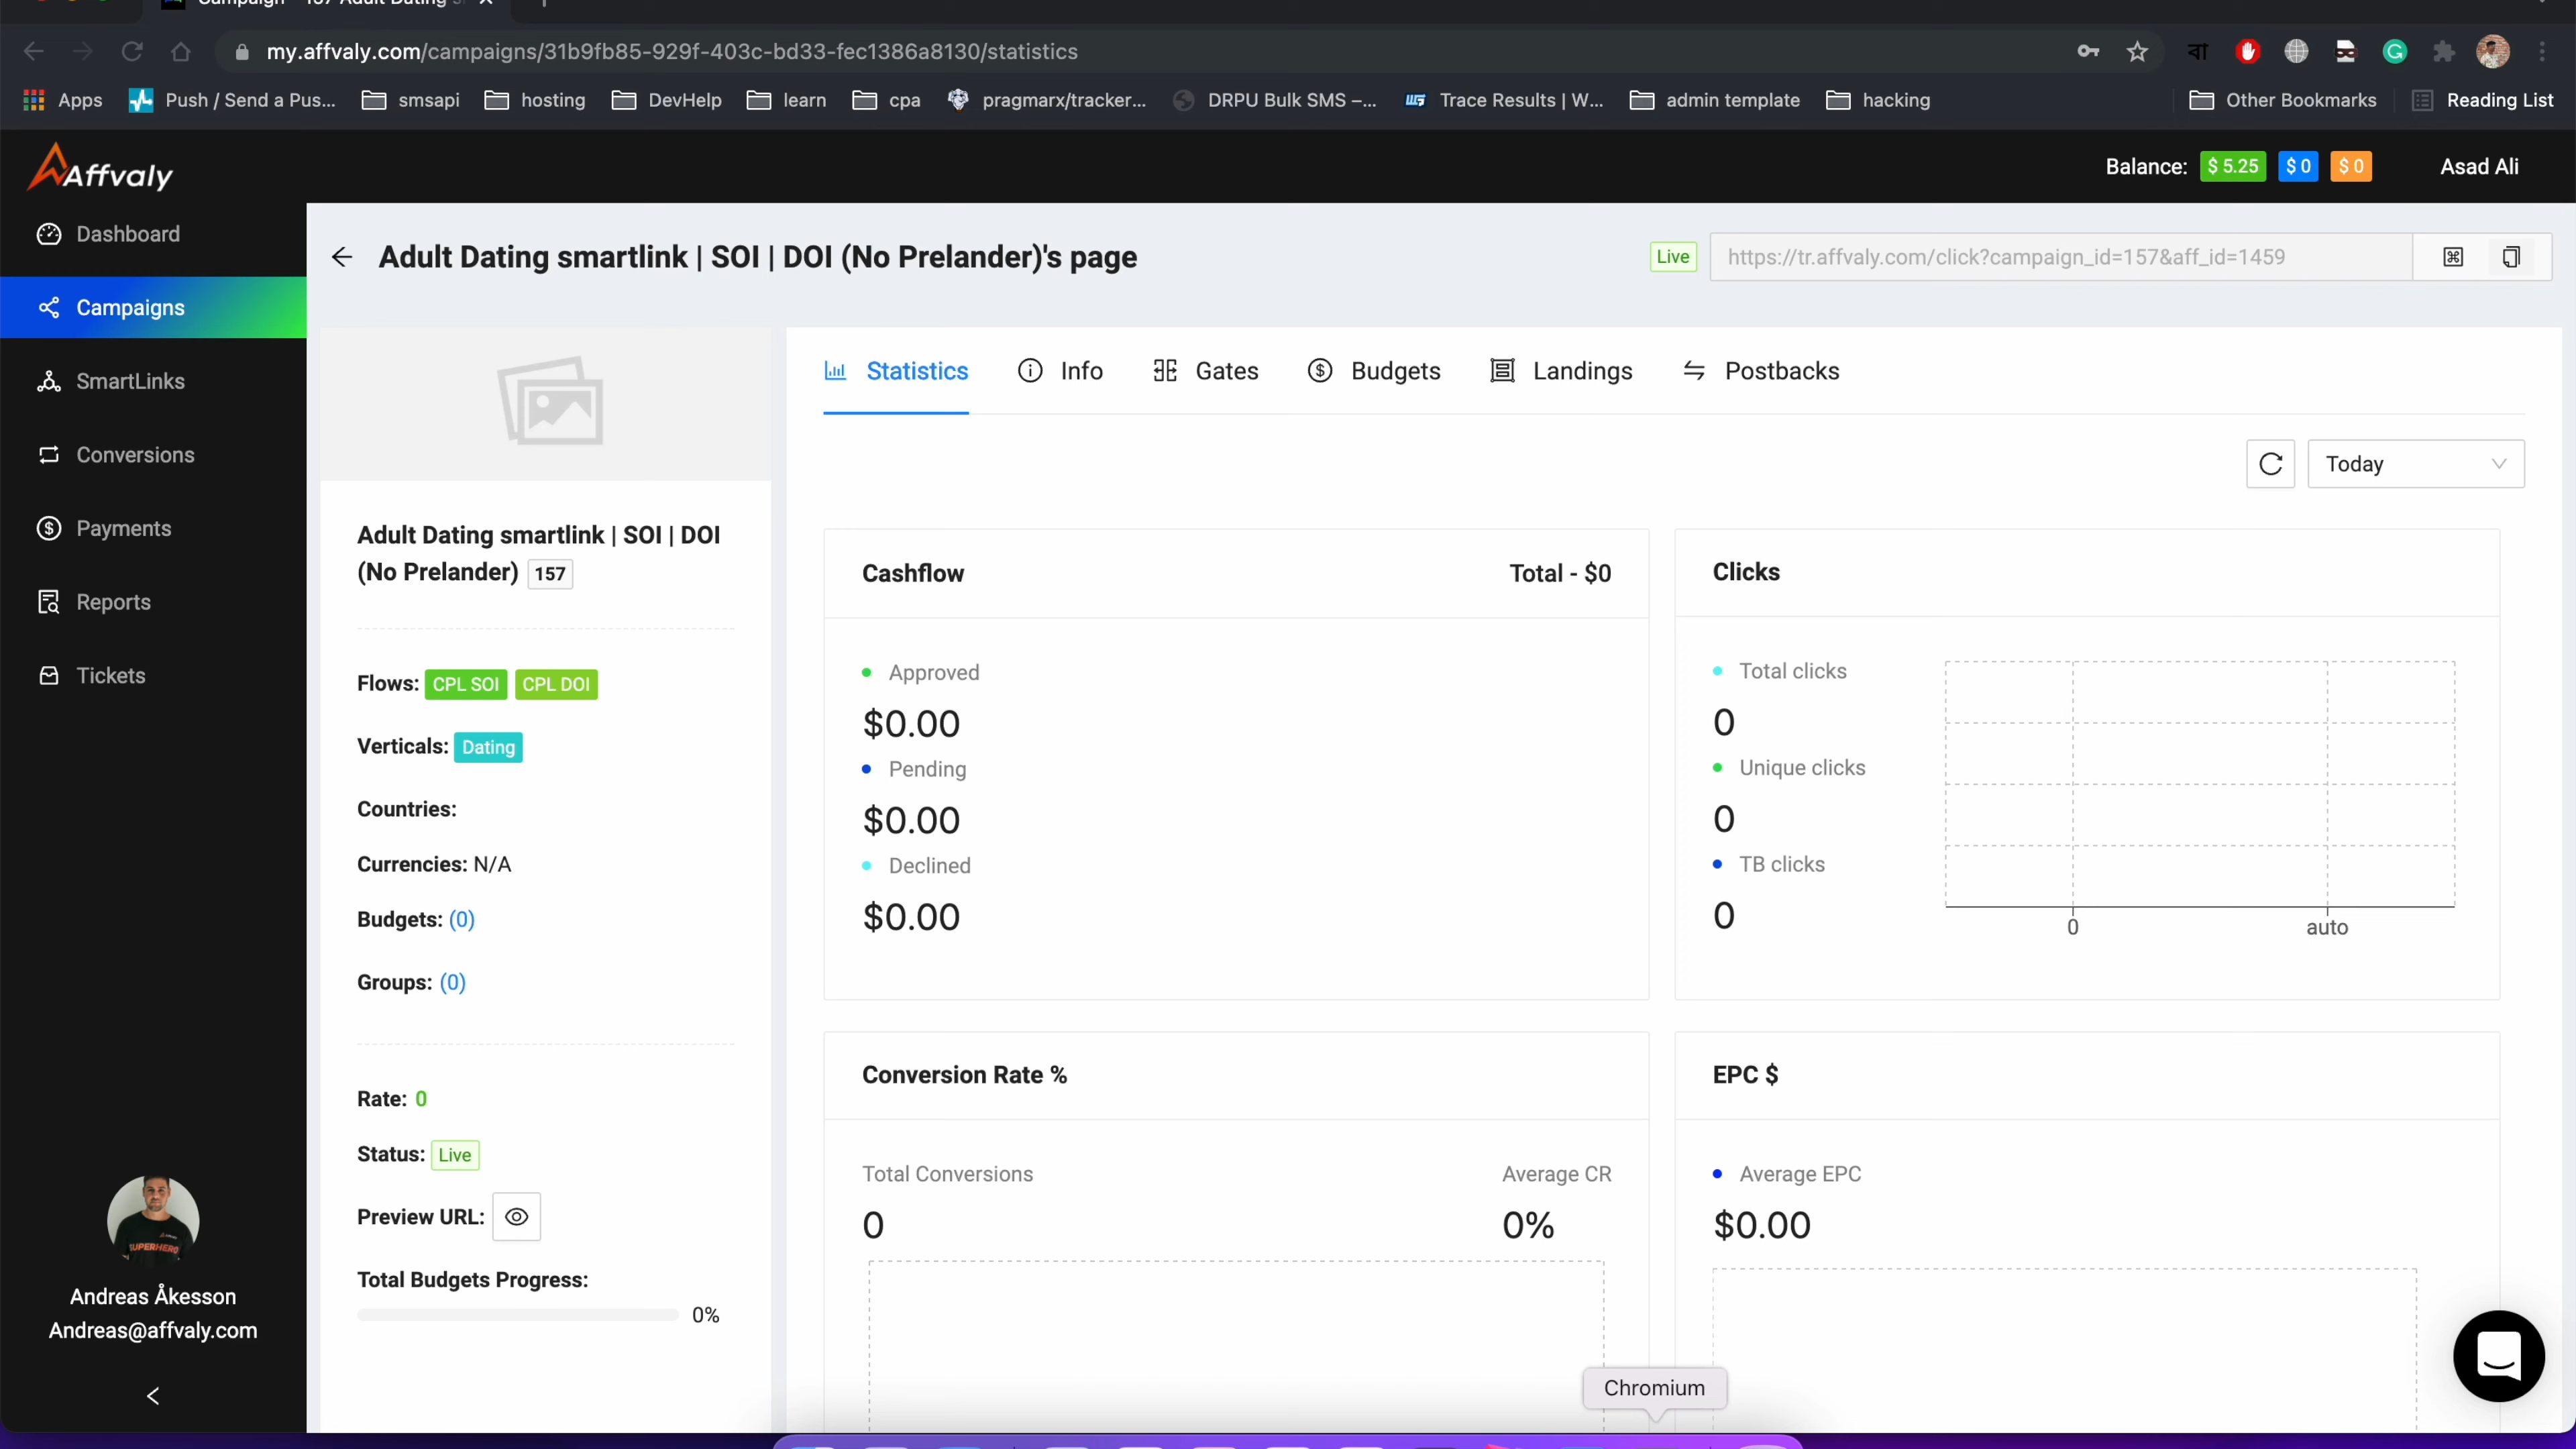 my.affvaly.com/campaigns/31b9fb85-929f-403c-bd33-fec1386a8130/statistics
বা
Apps
Push / Send a Pus...
smsapi
hosting
DevHelp
learn
cpa
pragmarx/tracker...
DRPU Bulk SMS –...
Trace Results | W...
admin template
hacking
Other Bookmarks
Reading List
Affvaly
Balance: $ 5.25 $ 0 $ 0
Asad Ali
Dashboard
Campaigns
SmartLinks
Conversions
Payments
Reports
Tickets
Andreas Åkesson
Andreas@affvaly.com
Adult Dating smartlink | SOI | DOI (No Prelander)'s page
Live
https://tr.affvaly.com/click?campaign_id=157&aff_id=1459
Adult Dating smartlink | SOI | DOI
(No Prelander) 157
Flows: CPL SOI CPL DOI
Verticals: Dating
Countries:
Currencies: N/A
Budgets: (0)
Groups: (0)
Rate: 0
Status: Live
Preview URL:
Total Budgets Progress:
0%
Statistics
Info
Gates
Budgets
Landings
Postbacks
Today
Cashflow
Total - $0
Approved
$0.00
Pending
$0.00
Declined
$0.00
Clicks
Total clicks
0
Unique clicks
0
TB clicks
0
0
auto
Conversion Rate %
Total Conversions
0
Average CR
0%
EPC $
Average EPC
$0.00
Chromium
SUPERHERO